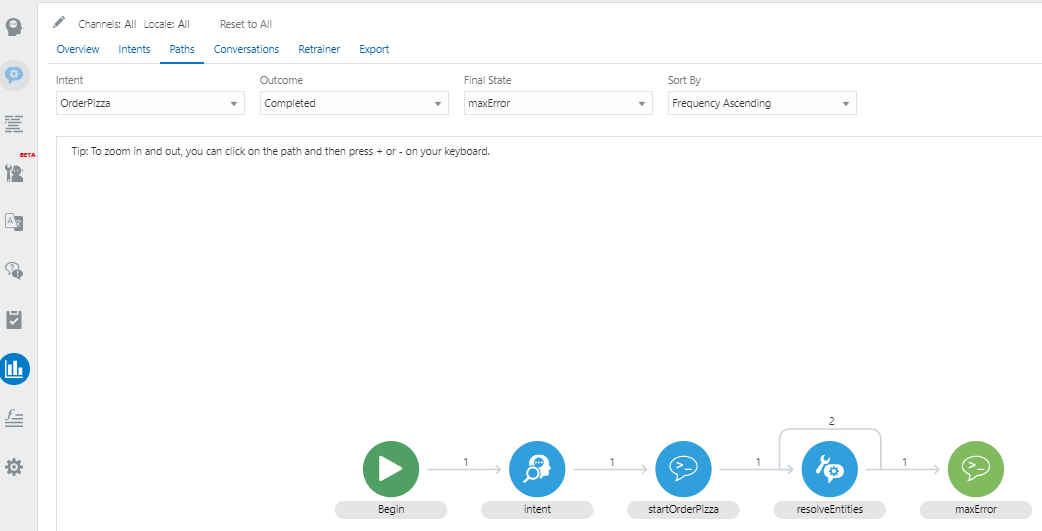 Channels: All Locale: All Reset to All
Overview Intents Paths Conversations Retrainer Export
Intent Outcome Final State Sort By
OrderPizza Completed maxError Frequency Ascending
BETA
Tip: To zoom in and out, you can click on the path and then press + or - on your keyboard.
2
1 1 1 1
Begin intent startOrderPizza resolveEntities maxError